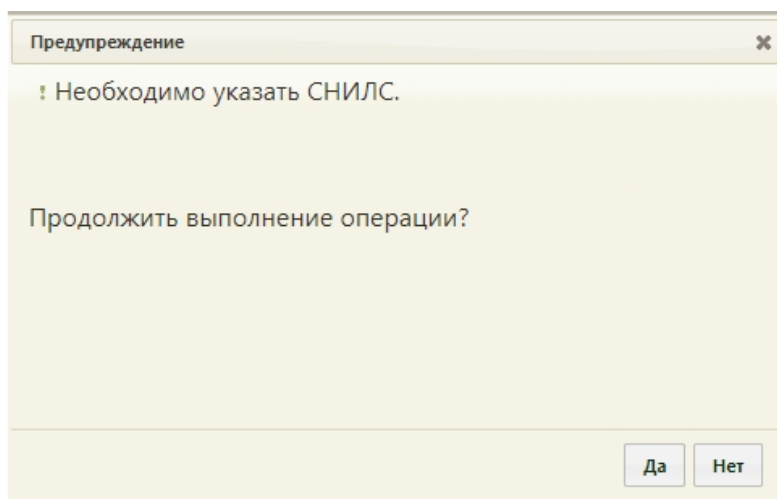 Предупреждение
! Необходимо указать СНИЛС.
Продолжить выполнение операции?
Да Нет